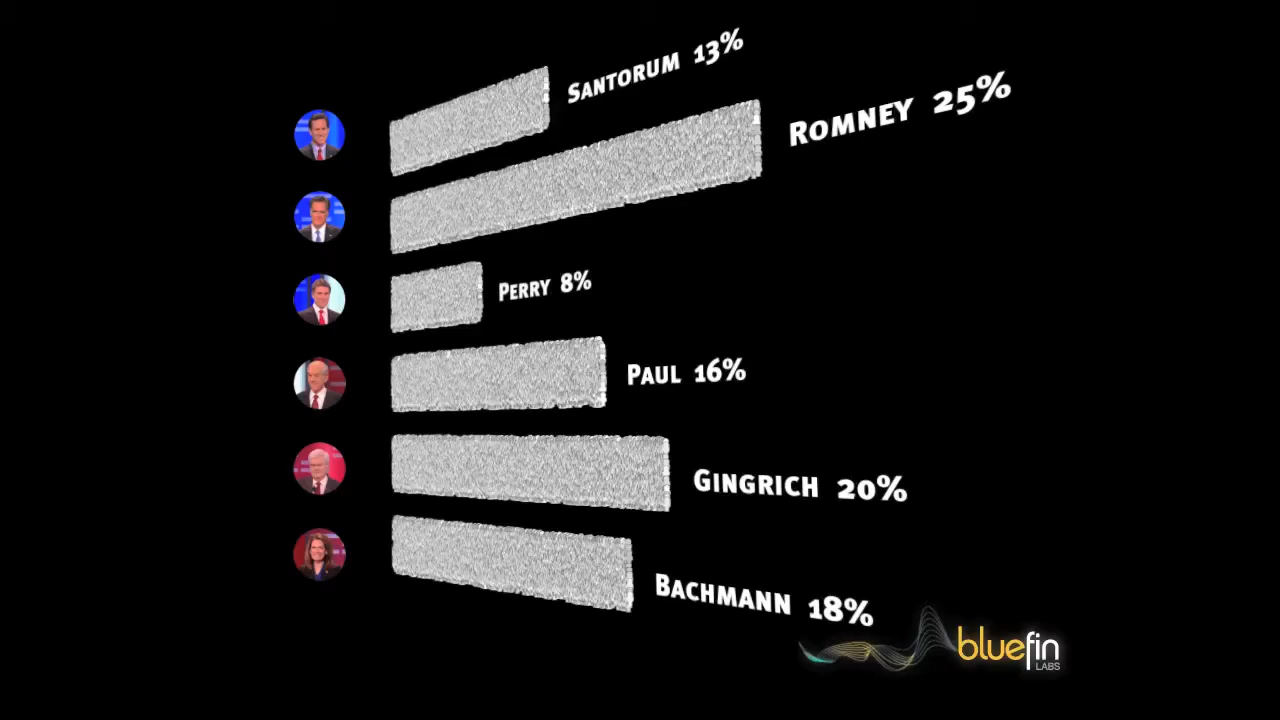 Santorum 13%
Romney 25%
Perry 8%
Paul 16%
Gingrich 20%
Bachmann 18%
bluefin
LABS